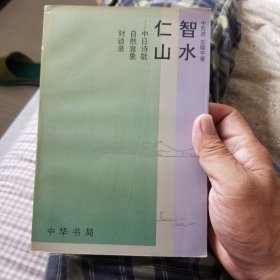 智水
仁山
——中日诗歌
自然意象
对谈录
中西进 王晓平著
中华书局